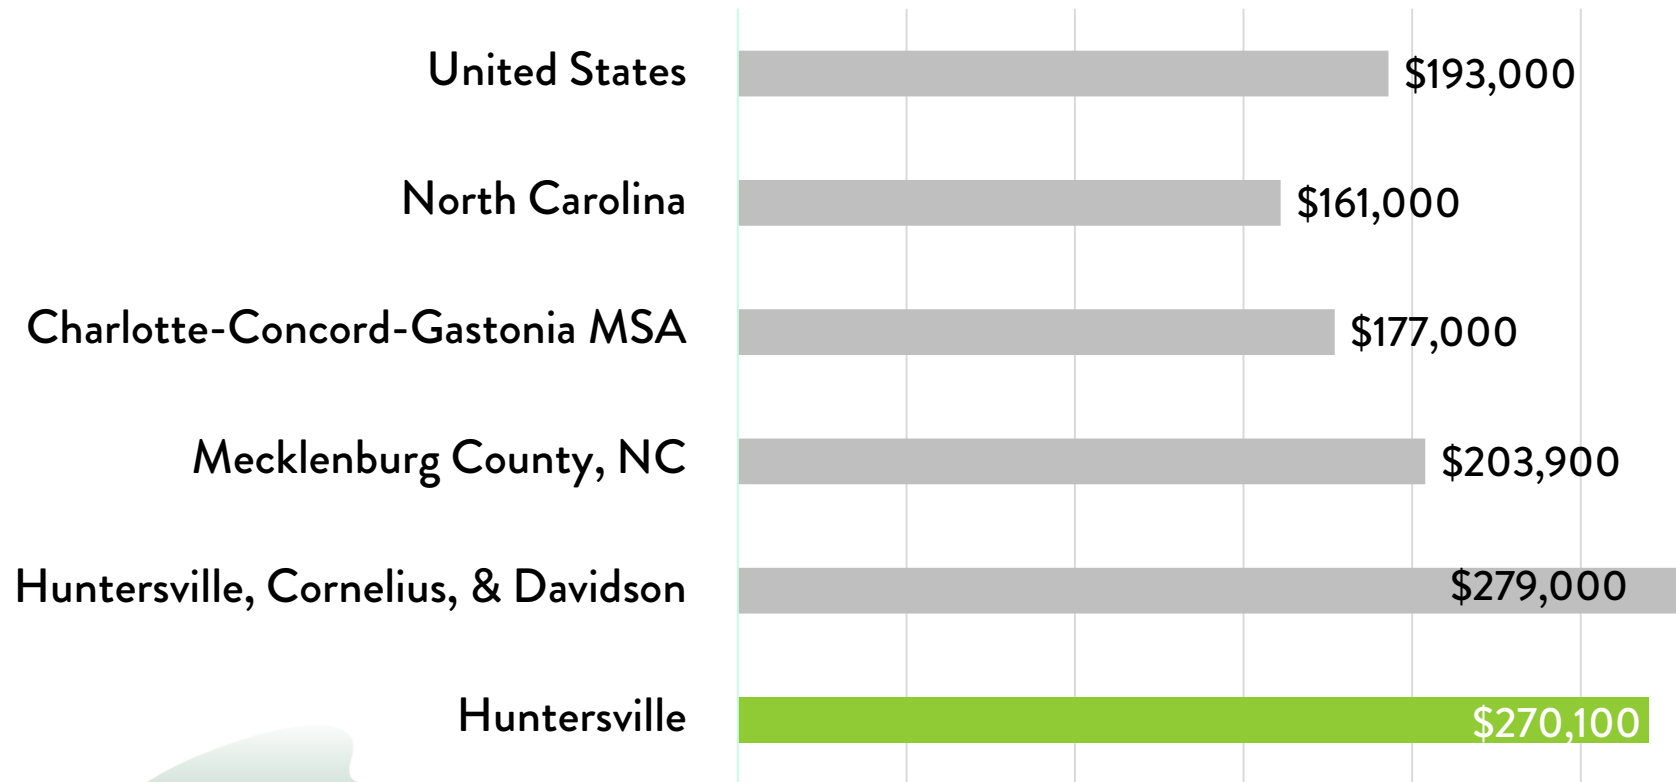 United States $193,000
North Carolina $161,000
Charlotte-Concord-Gastonia MSA $177,000
Mecklenburg County, NC $203,900
Huntersville, Cornelius, & Davidson $279,000
Huntersville $270,100